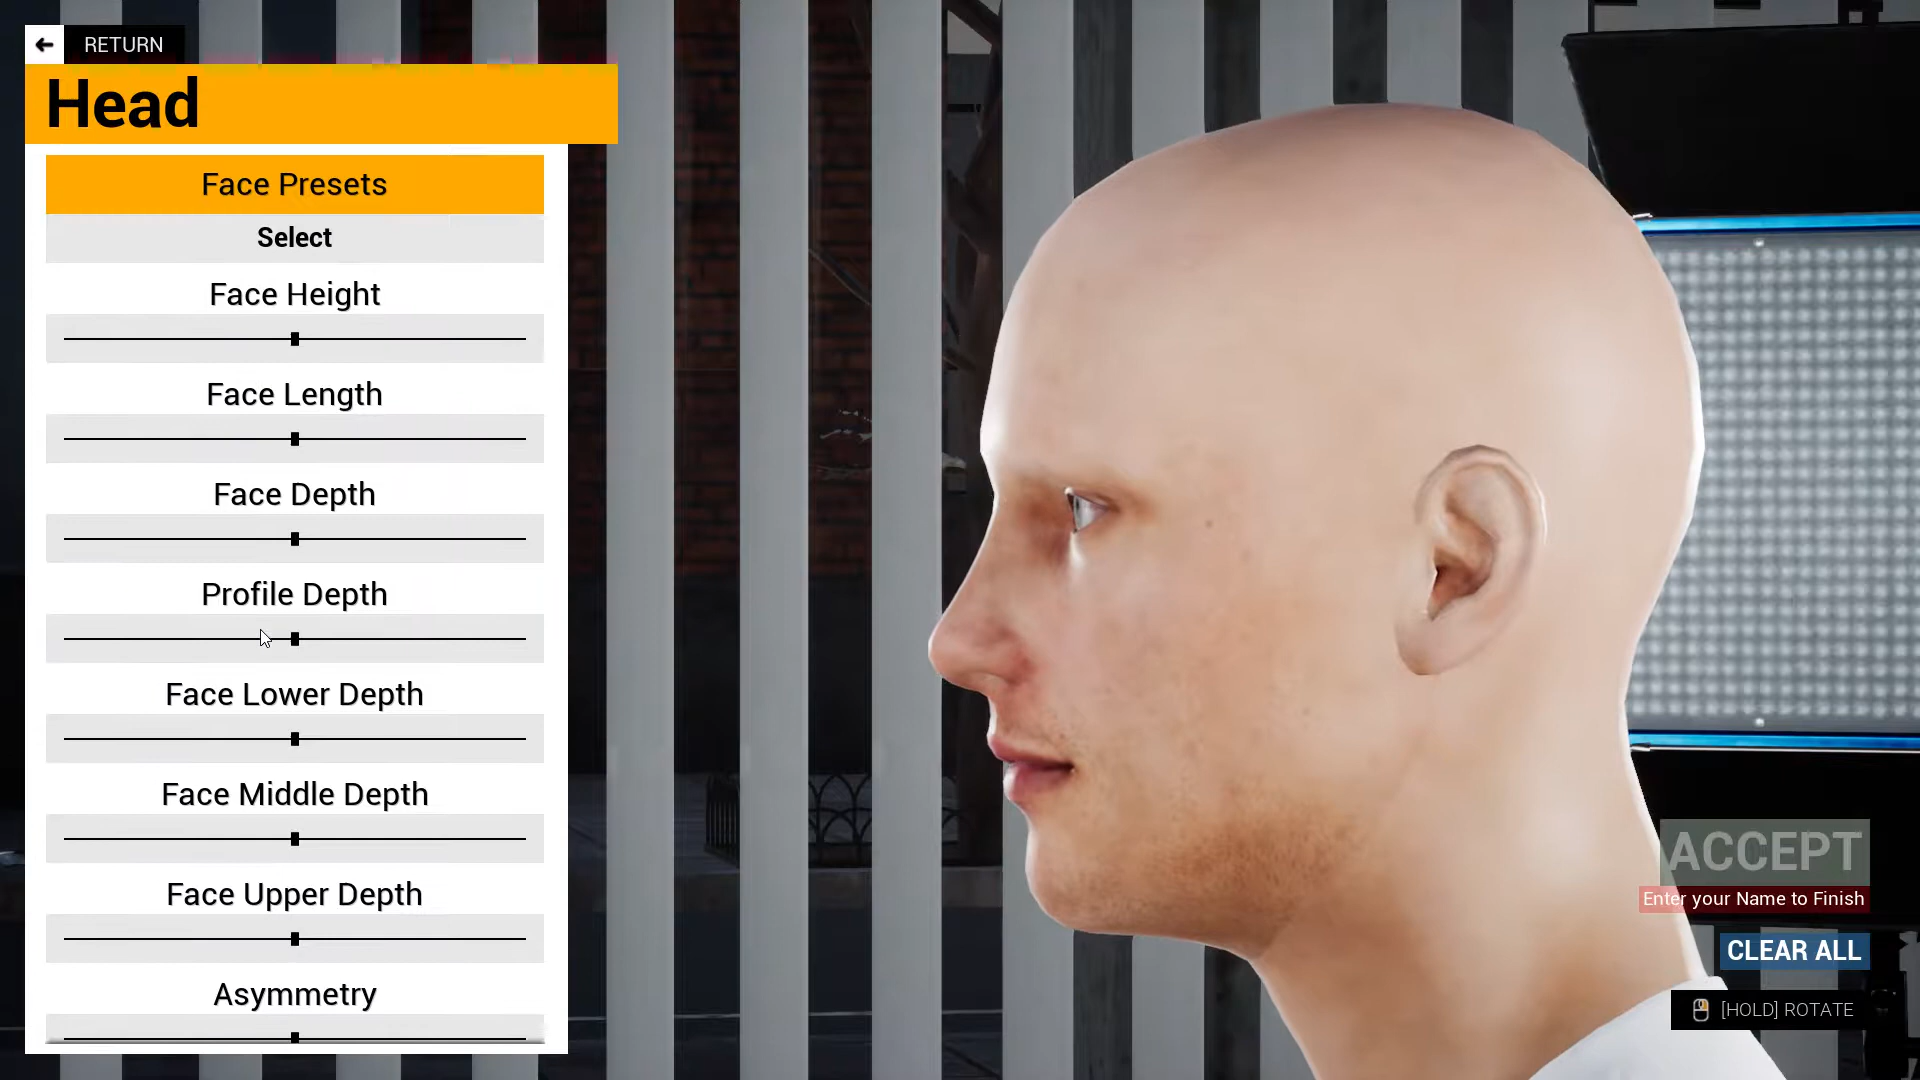 RETURN
Head
Face Presets
Select
Face Height
Face Length
Face Depth
Profile Depth
Face Lower Depth
Face Middle Depth
Face Upper Depth
Asymmetry
ACCEPT
Enter your Name to Finish
CLEAR ALL
[HOLD] ROTATE